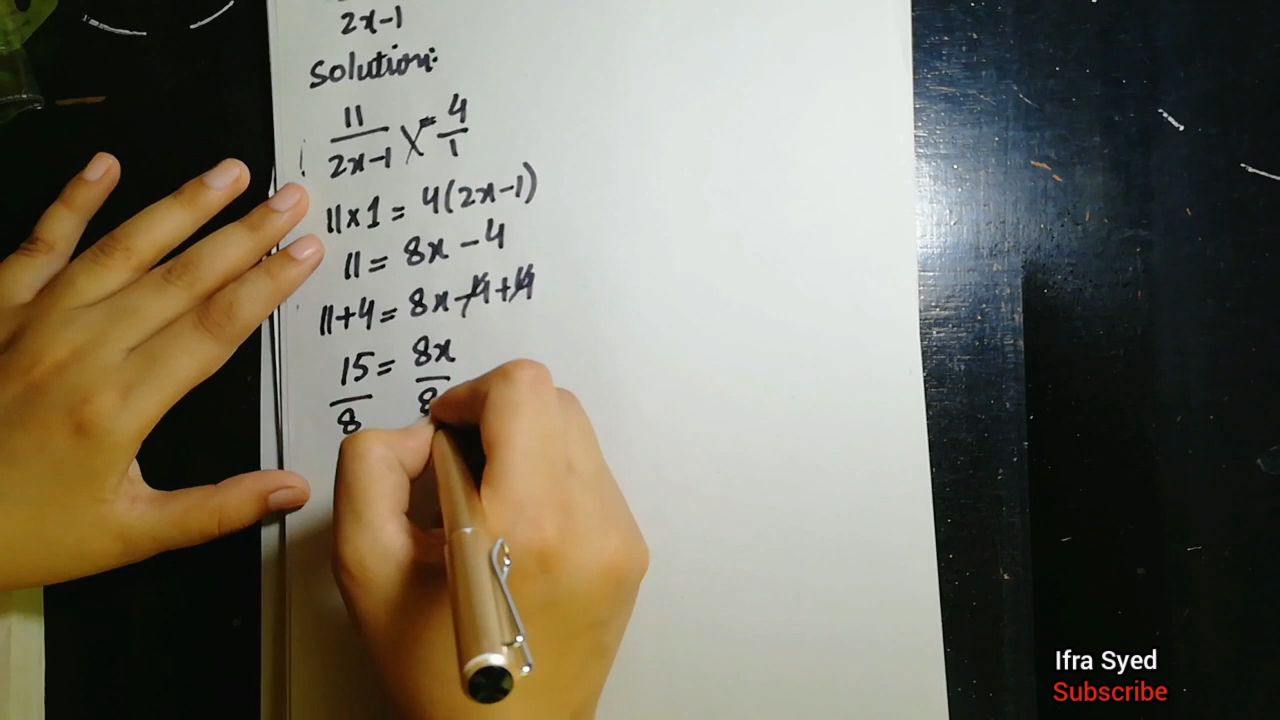 2x-1
Solution:
11/2x-1 = 4/1
11×1 = 4(2x-1)
11 = 8x - 4
11+4 = 8x-4+4
15 = 8x
8 8
Ifra Syed
Subscribe